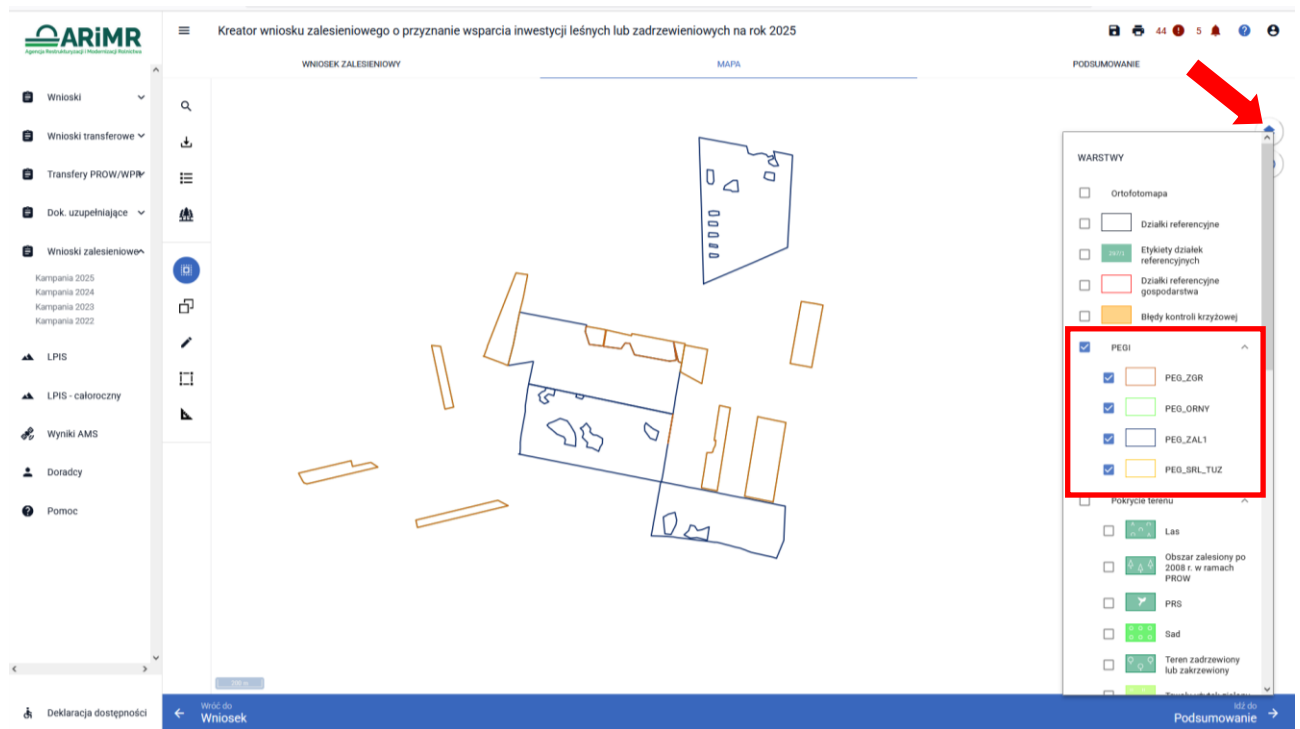 ARiMR
Agencja Restrukturyzacji i Modernizacji Rolnictwa
Kreator wniosku zalesieniowego o przyznanie wsparcia inwestycji leśnych lub zadrzewieniowych na rok 2025
44
5
WNIOSEK ZALESIENIOWY
MAPA
PODSUMOWANIE
Wnioski
Wnioski transferowe
Transfery PROW/WPR
Dok. uzupełniające
Wnioski zalesieniowe
Kampania 2025
Kampania 2024
Kampania 2023
Kampania 2022
LPIS
LPIS - całoroczny
Wyniki AMS
Doradcy
Pomoc
Deklaracja dostępności
WARSTWY
Ortofotomapa
Działki referencyjne
287/1
Etykiety działek
referencyjnych
Działki referencyjne
gospodarstwa
Błędy kontroli krzyżowej
PEGI
PEG_ZGR
PEG_ORNY
PEG_ZAL1
PEG_SRL_TUZ
Pokrycie terenu
Las
Obszar zalesiony po
2008 r. w ramach
PROW
PRS
Sad
Teren zadrzewiony
lub zakrzewiony
200 m
Wróć do
Wniosek
Idź do
Podsumowanie